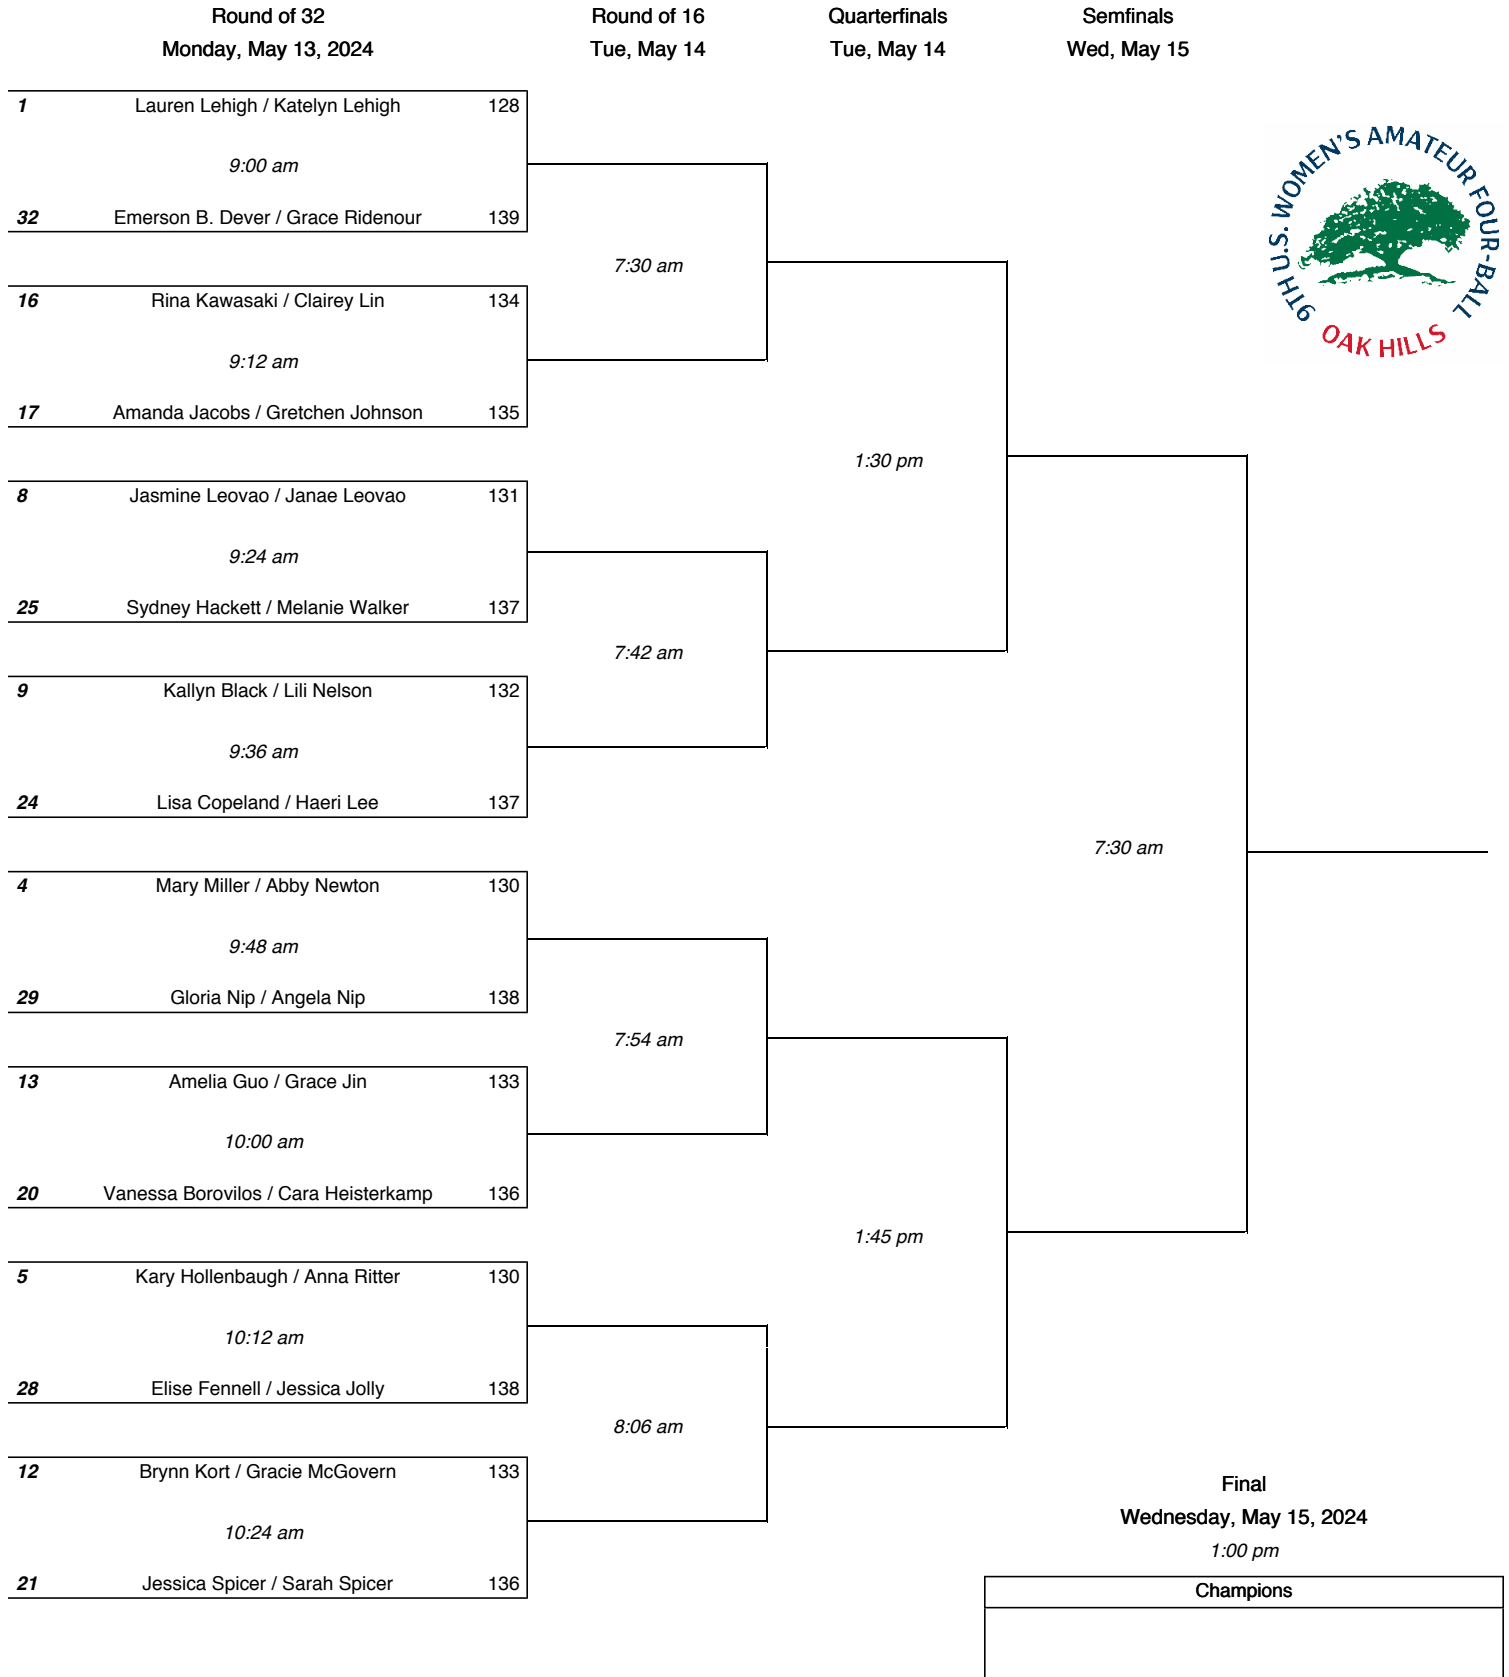 Round of 32 Round of 16 Quarterfinals Semfinals
Monday, May 13, 2024 Tue, May 14 Tue, May 14 Wed, May 15
1 Lauren Lehigh / Katelyn Lehigh 128
9:00 am
32 Emerson B. Dever / Grace Ridenour 139
7:30 am
16 Rina Kawasaki / Clairey Lin 134
9:12 am
17 Amanda Jacobs / Gretchen Johnson 135
1:30 pm
8 Jasmine Leovao / Janae Leovao 131
9:24 am
25 Sydney Hackett / Melanie Walker 137
7:42 am
9 Kallyn Black / Lili Nelson 132
9:36 am
24 Lisa Copeland / Haeri Lee 137
7:30 am
4 Mary Miller / Abby Newton 130
9:48 am
29 Gloria Nip / Angela Nip 138
7:54 am
13 Amelia Guo / Grace Jin 133
10:00 am
20 Vanessa Borovilos / Cara Heisterkamp 136
1:45 pm
5 Kary Hollenbaugh / Anna Ritter 130
10:12 am
28 Elise Fennell / Jessica Jolly 138
8:06 am
12 Brynn Kort / Gracie McGovern 133
10:24 am
21 Jessica Spicer / Sarah Spicer 136
9TH U.S. WOMEN'S AMATEUR FOUR-BALL
OAK HILLS
Final
Wednesday, May 15, 2024
1:00 pm
Champions